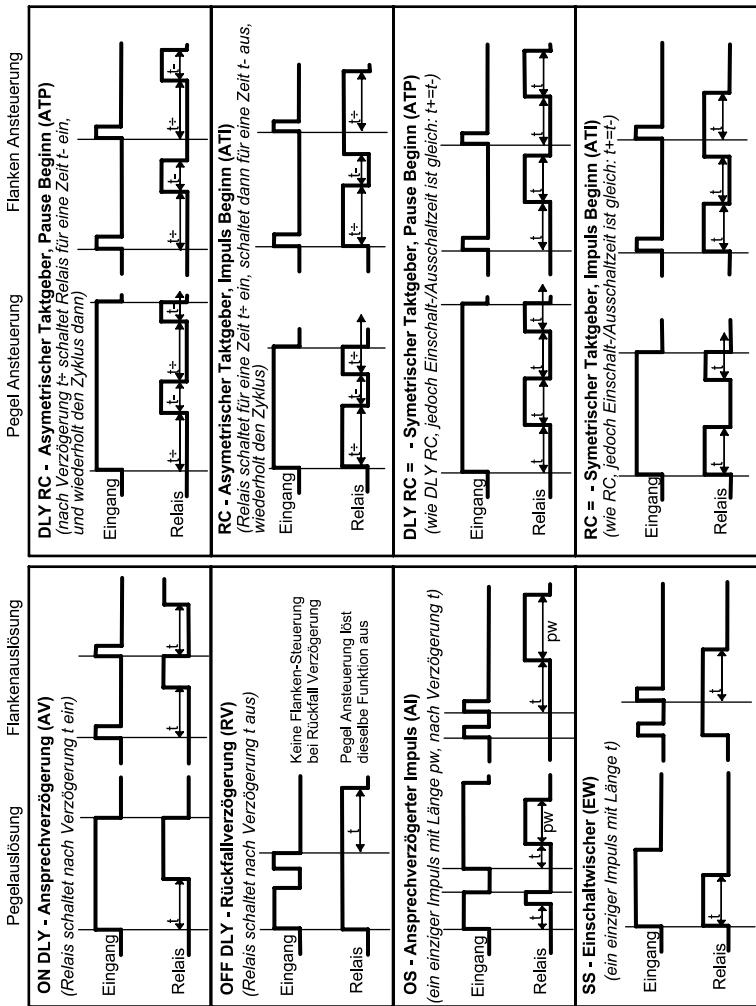 Pegelauslösung
Flankenauslösung
ON DLY - Ansprechverzögerung (AV)
(Relais schaltet nach Verzögerung t ein)
Eingang
Relais
t
t
t
OFF DLY - Rückfallverzögerung (RV)
(Relais schaltet nach Verzögerung t aus)
Eingang
Keine Flanken-Steuerung
bei Rückfall Verzögerung
Relais
t
Pegel Ansteuerung löst
dieselbe Funktion aus
OS - Ansprechverzögerter Impuls (AI)
(ein einziger Impuls mit Länge pw, nach Verzögerung t)
Eingang
Relais
t
t
pw
t
pw
SS - Einschaltwischer (EW)
(ein einziger Impuls mit Länge t)
Eingang
Relais
t
t
Pegel Ansteuerung
Flanken Ansteuerung
DLY RC - Asymetrischer Taktgeber, Pause Beginn (ATP)
(nach Verzögerung t+ schaltet Relais für eine Zeit t- ein,
und wiederholt den Zyklus dann)
Eingang
Relais
t÷
t-
t÷
t-
t÷
t-
t÷
t-
RC - Asymetrischer Taktgeber, Impuls Beginn (ATI)
(Relais schaltet für eine Zeit t+ ein, schaltet dann für eine Zeit t- aus,
wiederholt den Zyklus)
Eingang
Relais
t÷
t-
t÷
t÷
t-
t÷
DLY RC = - Symetrischer Taktgeber, Pause Beginn (ATP)
(wie DLY RC, jedoch Einschalt-/Ausschaltzeit ist gleich: t+=t-)
Eingang
Relais
t
t
t
t
t
t
t
t
RC = - Symetrischer Taktgeber, Impuls Beginn (ATI)
(wie RC, jedoch Einschalt-/Ausschaltzeit ist gleich: t+=t-)
Eingang
Relais
t
t
t
t
t